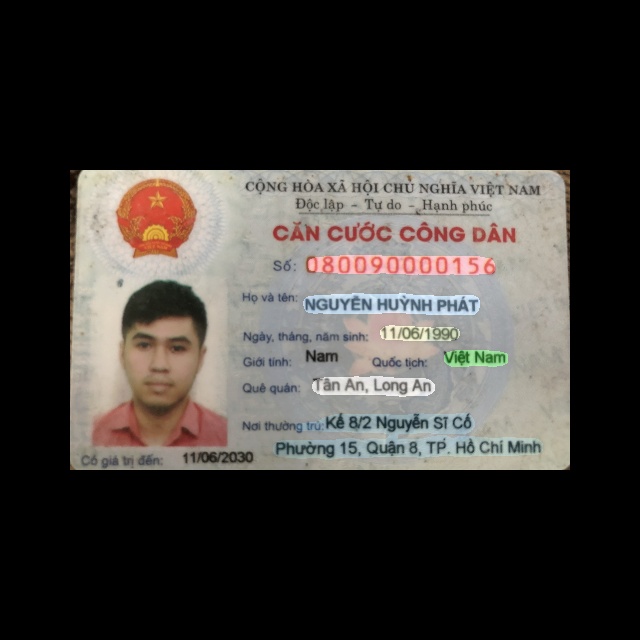 CỘNG HÒA XÃ HỘI CHỦ NGHĨA VIỆT NAM
Độc lập - Tự do - Hạnh phúc
CĂN CƯỚC CÔNG DÂN
Số: 080090000156
Họ và tên: NGUYỄN HUỲNH PHÁT
Ngày, tháng, năm sinh: 11/06/1990
Giới tính: Nam Quốc tịch: Việt Nam
Quê quán: Tân An, Long An
Nơi thường trú: Kế 8/2 Nguyễn Sĩ Cố
Phường 15, Quận 8, TP. Hồ Chí Minh
Có giá trị đến: 11/06/2030